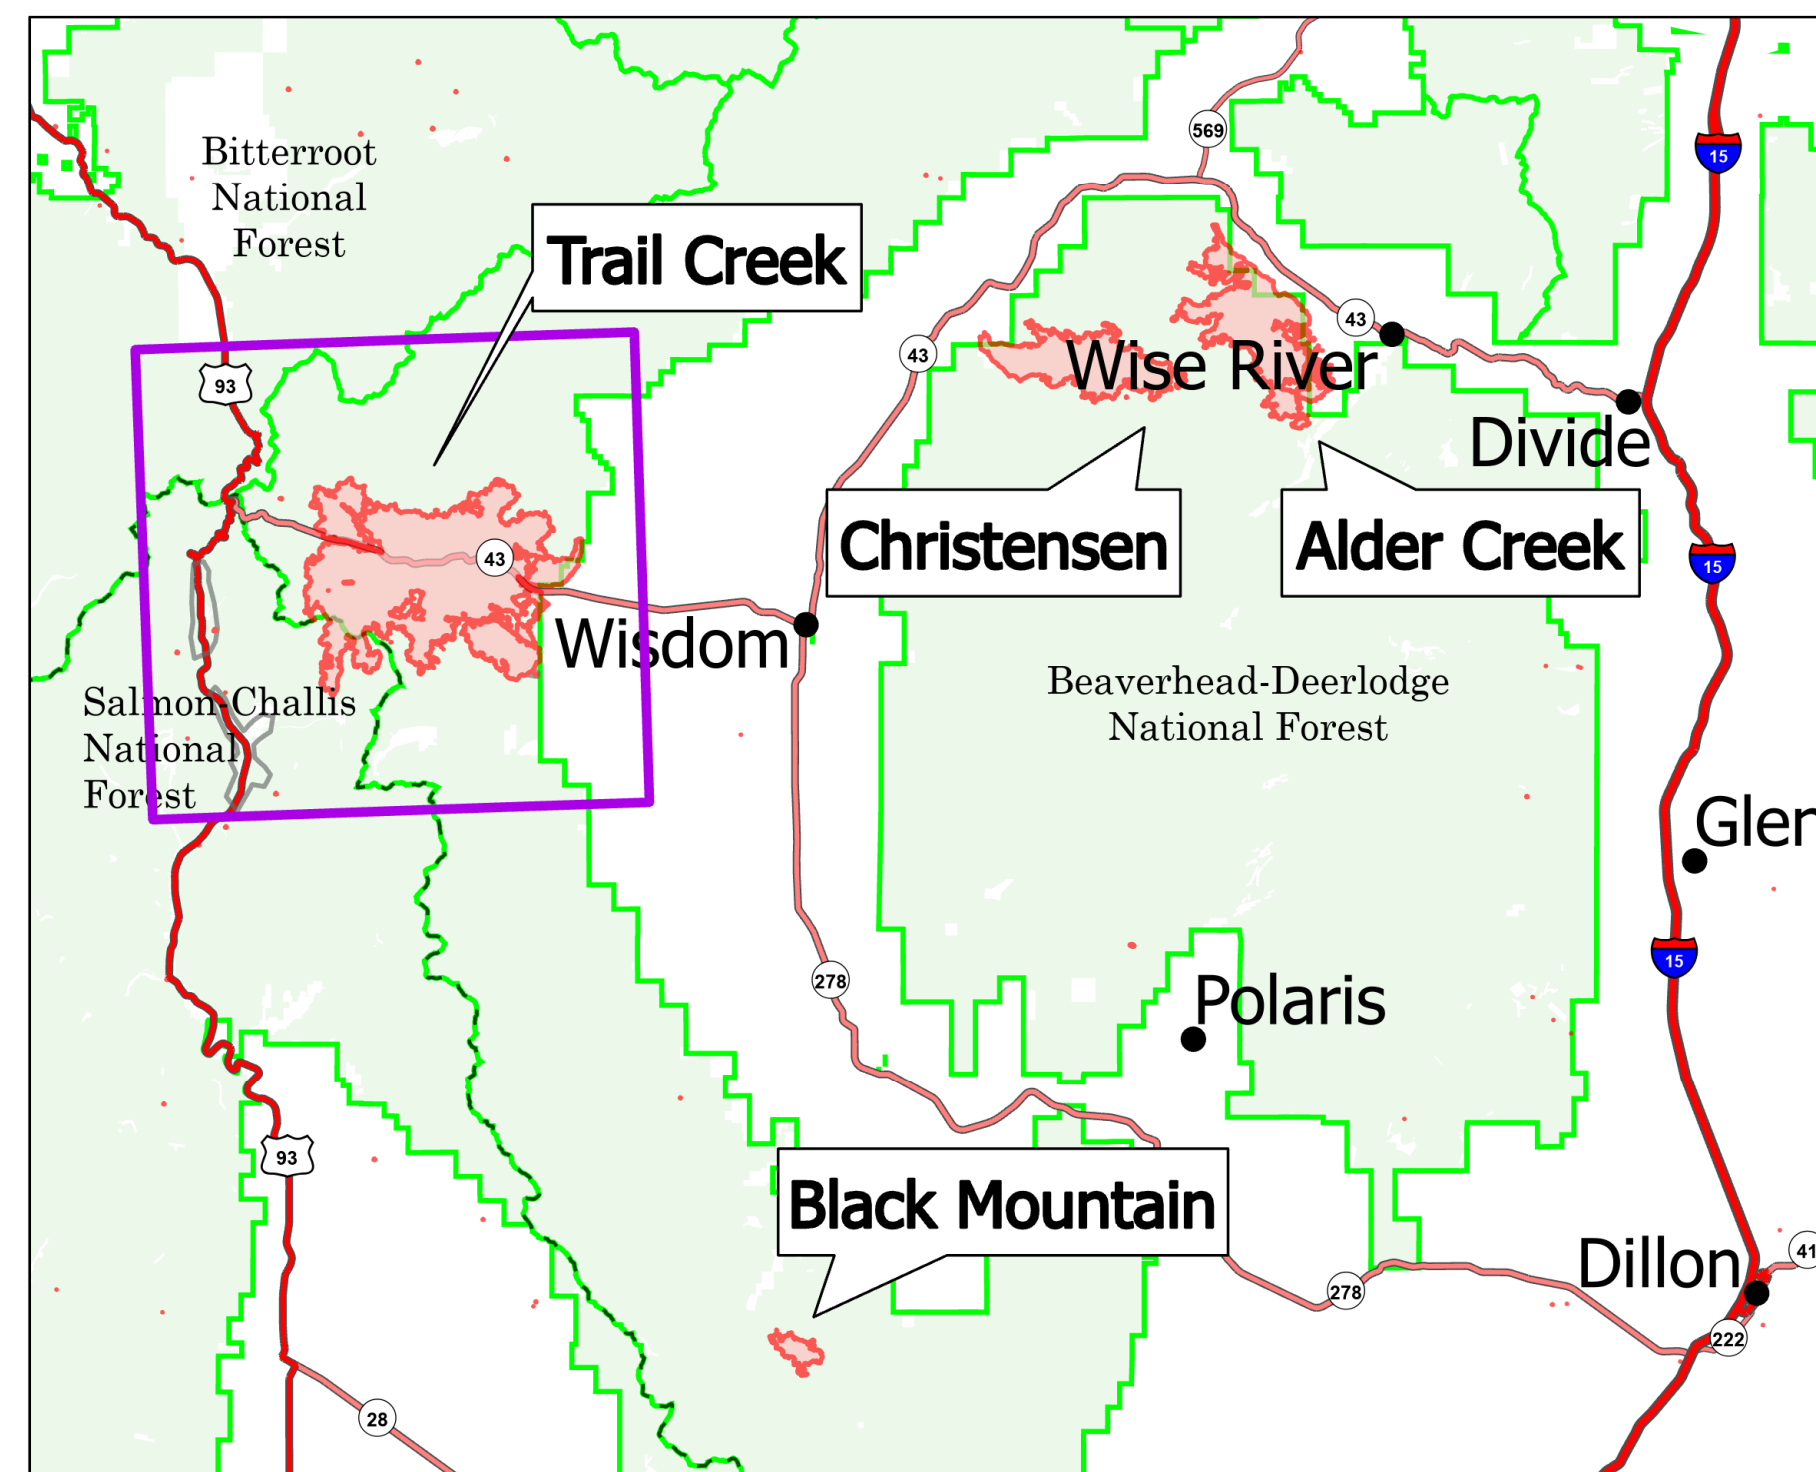 569
15
Bitterroot
National
Forest
Trail Creek
43
43
93
Wise River
Divide
Christensen
Alder Creek
43
15
Wisdom
Beaverhead-Deerlodge
National Forest
Salmon-Challis
National
Forest
Glen
15
278
Polaris
93
Black Mountain
Dillon
41
278
222
28